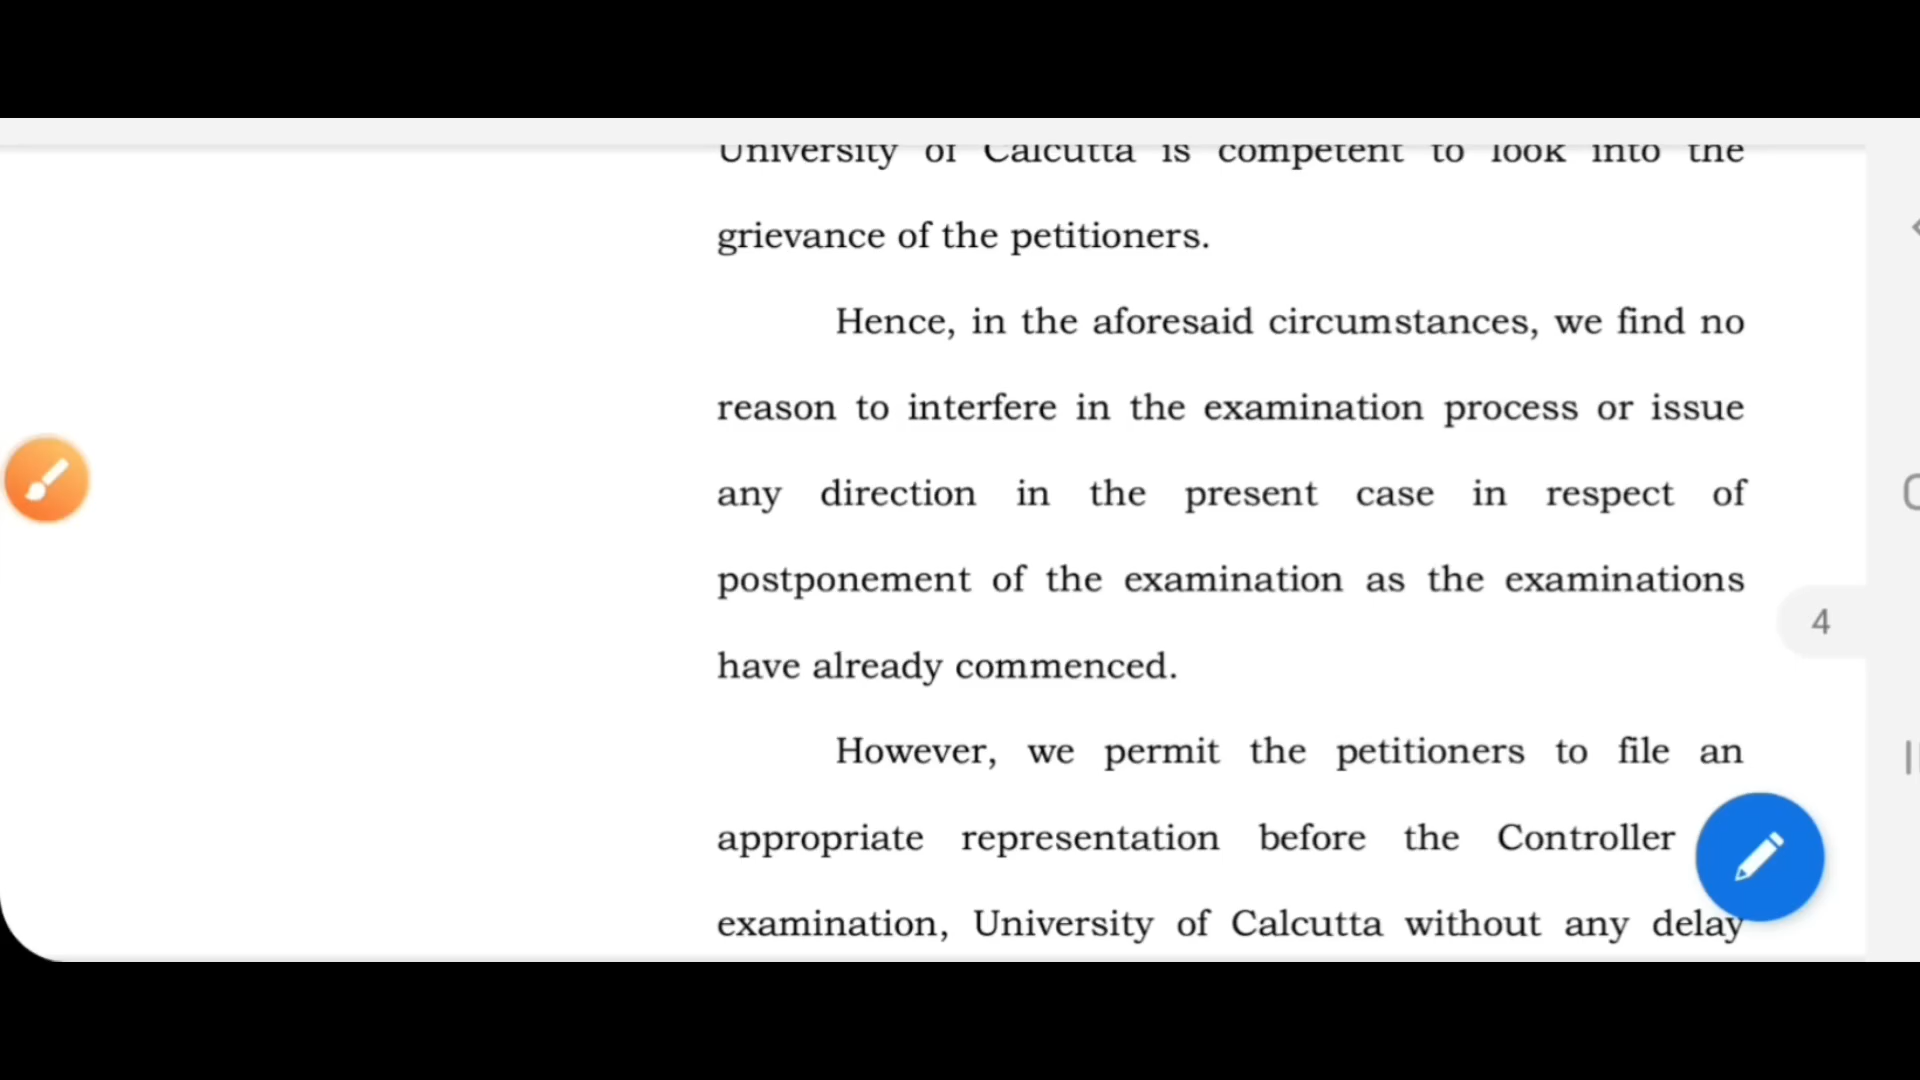 University of Calcutta is competent to look into the
grievance of the petitioners.
Hence, in the aforesaid circumstances, we find no
reason to interfere in the examination process or issue
any direction in the present case in respect of
postponement of the examination as the examinations
have already commenced.
4
However, we permit the petitioners to file an
appropriate representation before the Controller
examination, University of Calcutta without any delay